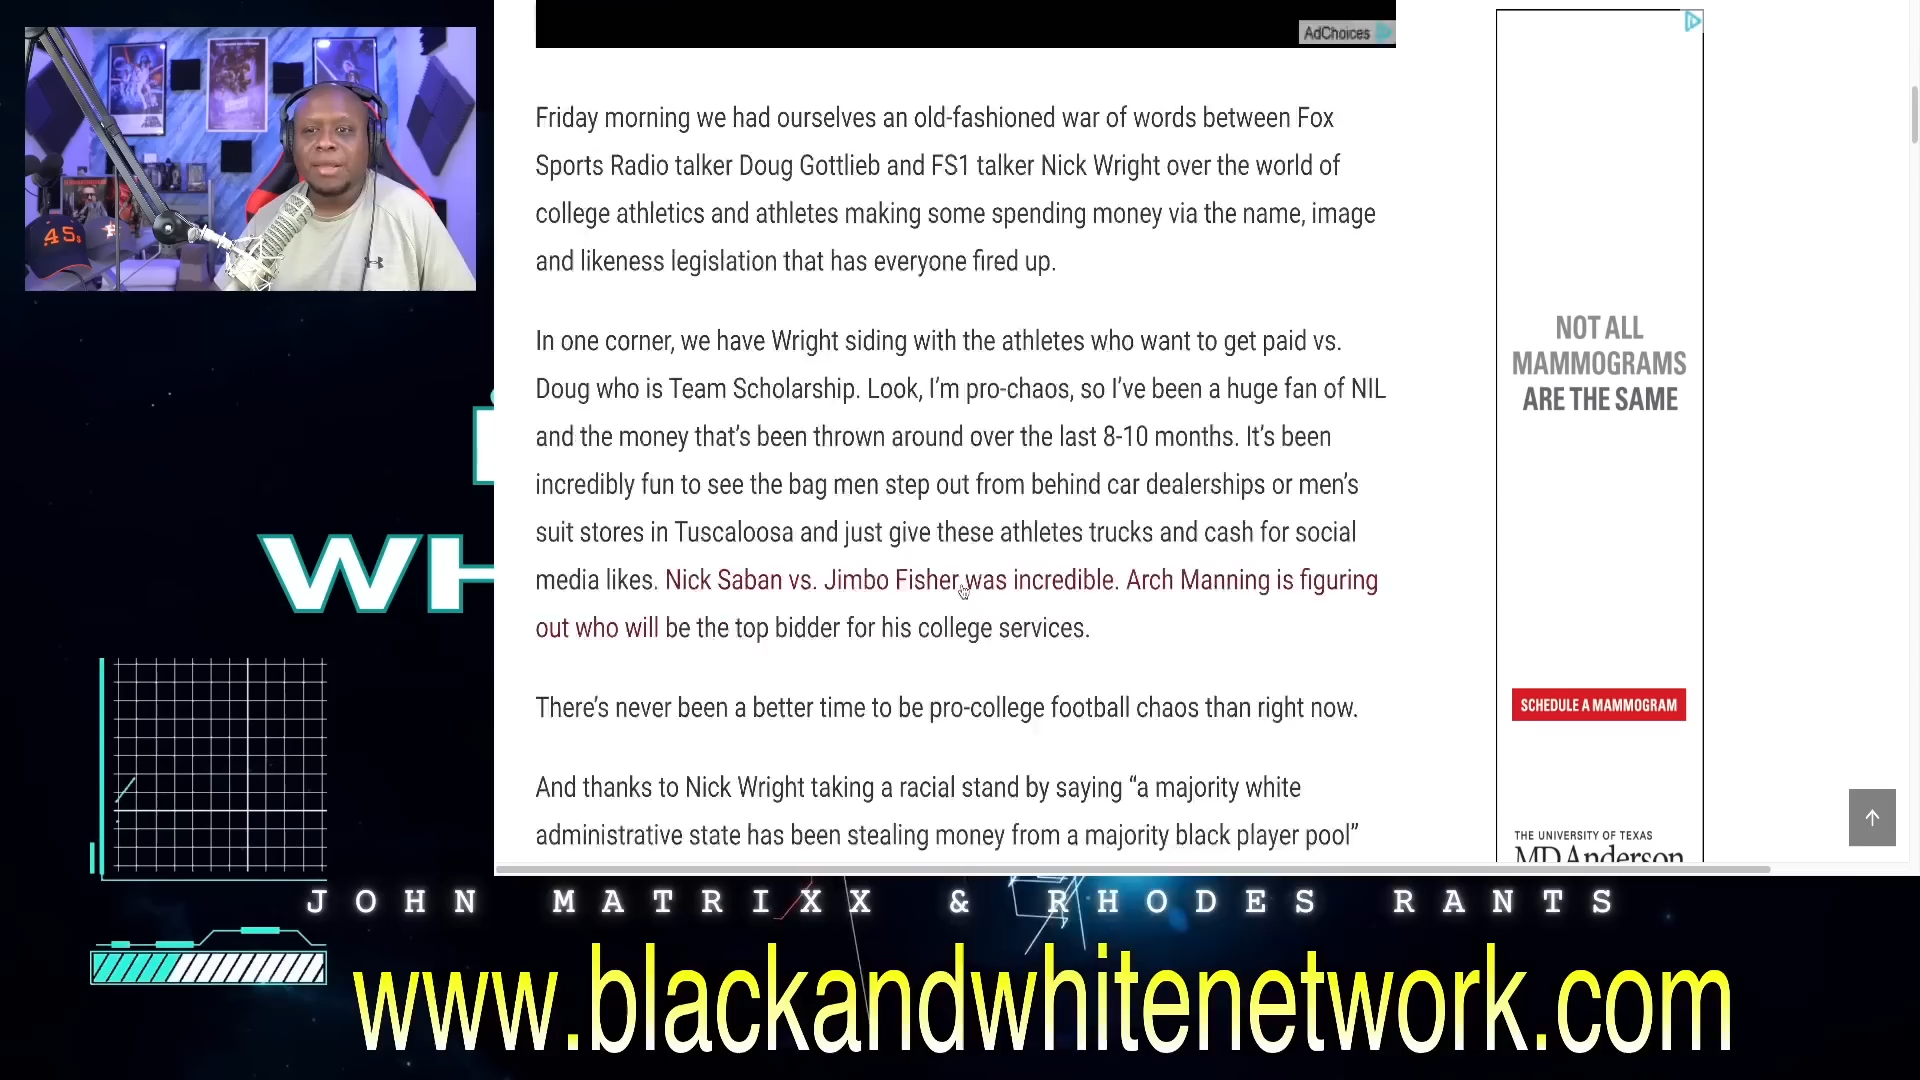 AdChoices
Friday morning we had ourselves an old-fashioned war of words between Fox
Sports Radio talker Doug Gottlieb and FS1 talker Nick Wright over the world of
college athletics and athletes making some spending money via the name, image
and likeness legislation that has everyone fired up.
In one corner, we have Wright siding with the athletes who want to get paid vs.
Doug who is Team Scholarship. Look, I’m pro-chaos, so I’ve been a huge fan of NIL
and the money that’s been thrown around over the last 8-10 months. It’s been
incredibly fun to see the bag men step out from behind car dealerships or men’s
suit stores in Tuscaloosa and just give these athletes trucks and cash for social
media likes. Nick Saban vs. Jimbo Fisher was incredible. Arch Manning is figuring
out who will be the top bidder for his college services.
There’s never been a better time to be pro-college football chaos than right now.
And thanks to Nick Wright taking a racial stand by saying “a majority white
administrative state has been stealing money from a majority black player pool”
NOT ALL
MAMMOGRAMS
ARE THE SAME
SCHEDULE A MAMMOGRAM
THE UNIVERSITY OF TEXAS
MD Anderson
45s
WH
JOHN MATRIXX & RHODES RANTS
www.blackandwhitenetwork.com